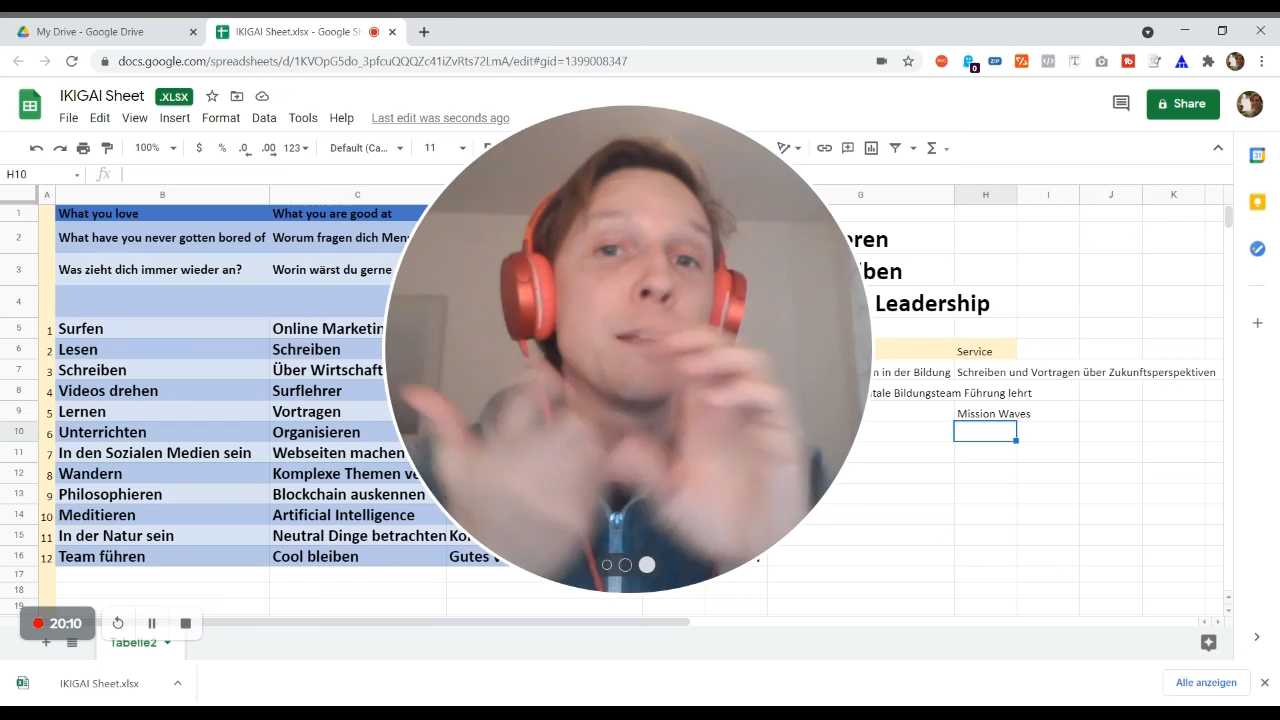 My Drive - Google Drive
IKIGAI Sheet.xlsx - Google Sh
docs.google.com/spreadsheets/d/1KVOpG5do_3pfcuQQQZ41iZvRts72LmA/edit#gid=1399008347
IKIGAI Sheet .XLSX
Share
File Edit View Insert Format Data Tools Help Last edit was seconds ago
100% $ % .0 .00 123 Default (Ca... 11
H10 fx
A B C G H I J K
1 What you love What you are good at
2 What have you never gotten bored of Worum fragen dich
3 Was zieht dich immer wieder an? Worin wärst du gerne
4 Leadership
5 1 Surfen Online
6 2 Lesen Schreiben Service
7 3 Schreiben Über Wirtschaft in der Bildung Schreiben und Vortragen über Zukunftsperspektiven
8 4 Videos drehen Surflehrer Führung lehrt
9 5 Lernen Vortragen Mission Waves
10 6 Unterrichten Organisieren
11 7 In den Sozialen Medien sein Webseiten machen
12 8 Wandern Komplexe Themen
13 9 Philosophieren Blockchain auskennen
14 10 Meditieren Artificial Intelligence
15 11 In der Natur sein Neutral Dinge betrachten
16 12 Team führen Cool bleiben Gutes
17
18
19
20:10
Tabelle2
IKIGAI Sheet.xlsx
Alle anzeigen